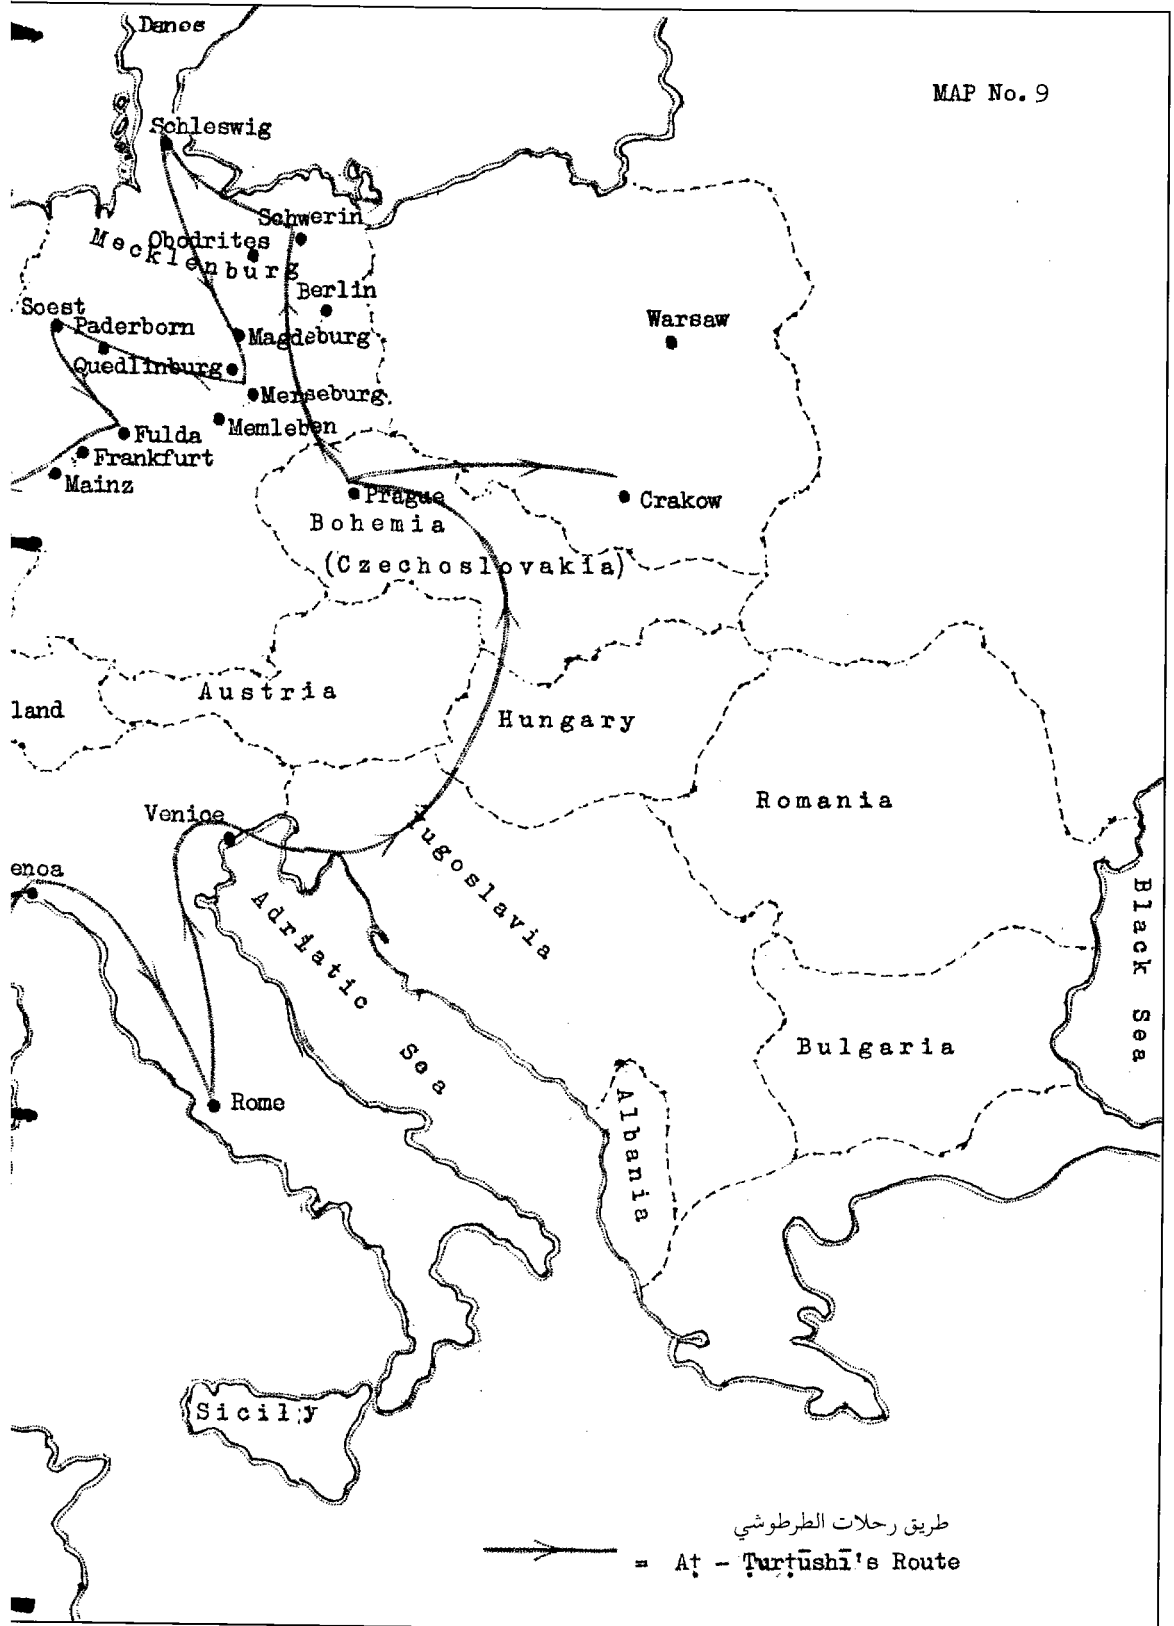 Danes
MAP No. 9
Schleswig
Schwerin
Obodrites
Mecklenburg
Berlin
Soest
Paderborn
Magdeburg
Warsaw
Quedlinburg
Merseburg
Memleben
Fulda
Frankfurt
Mainz
Prague
Crakow
Bohemia
(Czechoslovakia)
Austria
land
Hungary
Romania
Venice
Yugoslavia
enoa
Adriatic Sea
Black Sea
Bulgaria
Rome
Albania
Sicily
طريق رحلات الطرطوشي
= Aṭ - Ṭurṭūshī's Route